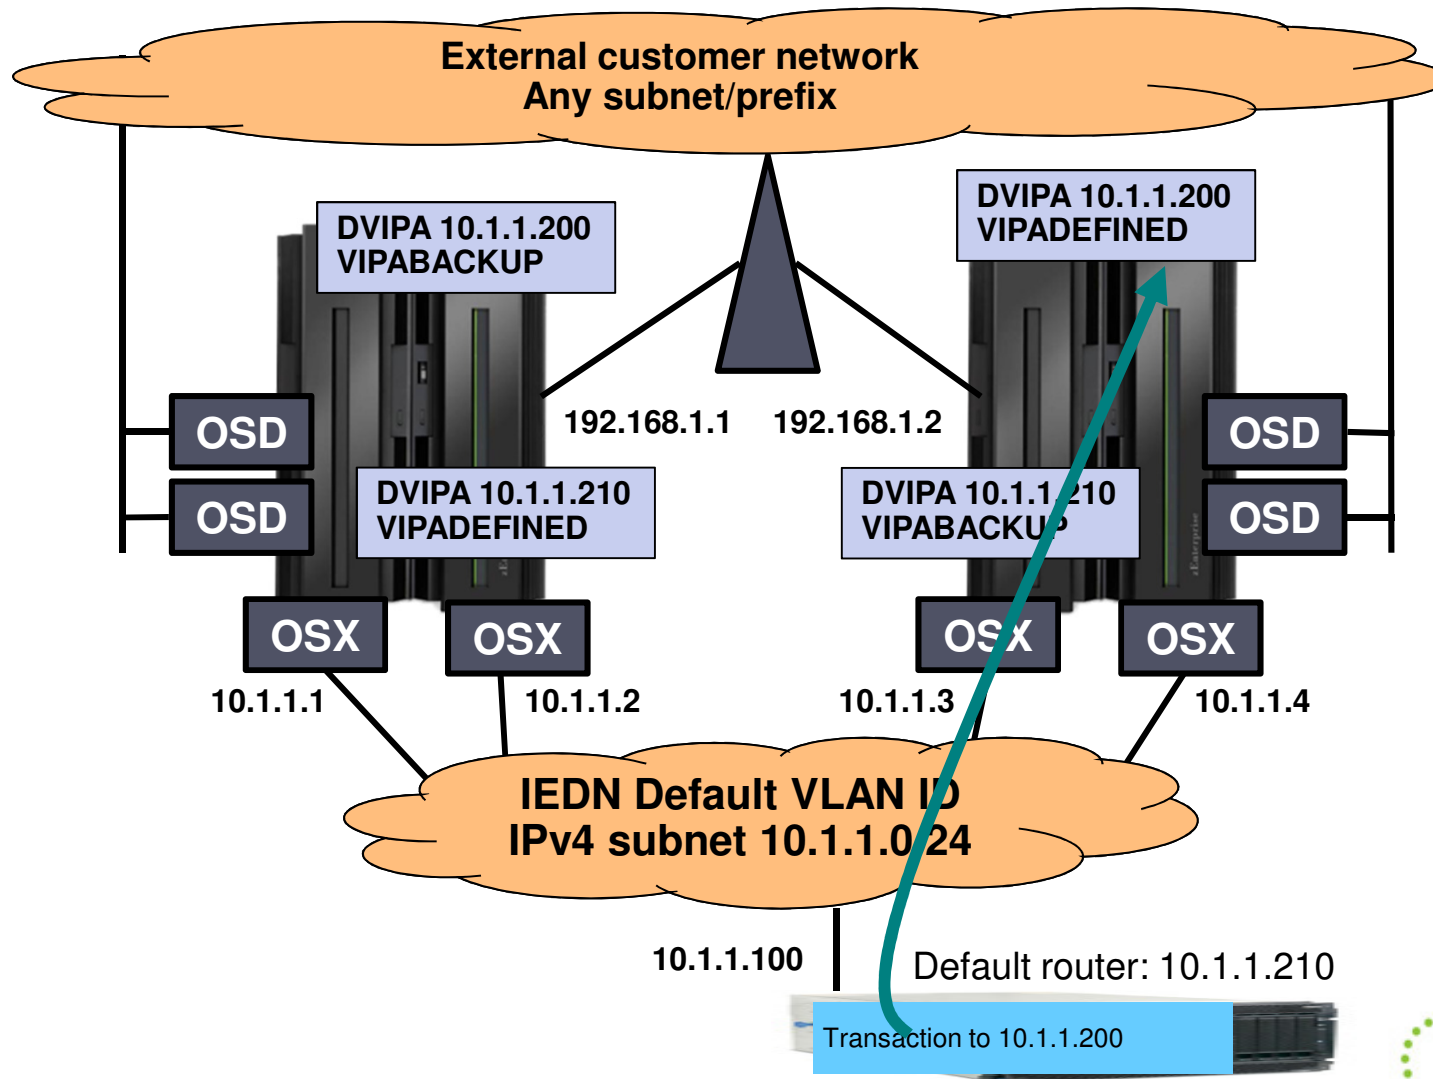 External customer network
Any subnet/prefix
DVIPA 10.1.1.200
VIPABACKUP
DVIPA 10.1.1.200
VIPADEFINED
OSD
OSD
192.168.1.1
192.168.1.2
OSD
OSD
DVIPA 10.1.1.210
VIPADEFINED
DVIPA 10.1.1.210
VIPABACKUP
zEnterprise
zEnterprise
OSX
OSX
OSX
OSX
10.1.1.1
10.1.1.2
10.1.1.3
10.1.1.4
IEDN Default VLAN ID
IPv4 subnet 10.1.1.0/24
10.1.1.100
Default router: 10.1.1.210
Transaction to 10.1.1.200